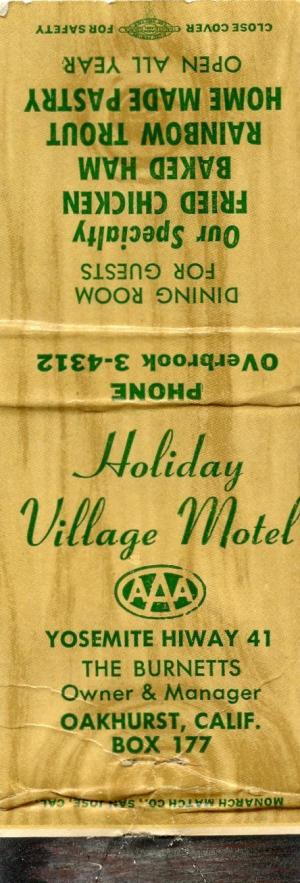 PHONE
OVerbrook 3-4312
DINING ROOM
FOR GUESTS
Our Specialty
FRIED CHICKEN
BAKED HAM
RAINBOW TROUT
HOME MADE PASTRY
OPEN ALL YEAR
CLOSE COVER FOR SAFETY
Holiday
Village Motel
AAA
YOSEMITE HIWAY 41
THE BURNETTS
Owner & Manager
OAKHURST, CALIF.
BOX 177
MONARCH MATCH CO., SAN JOSE, CAL.